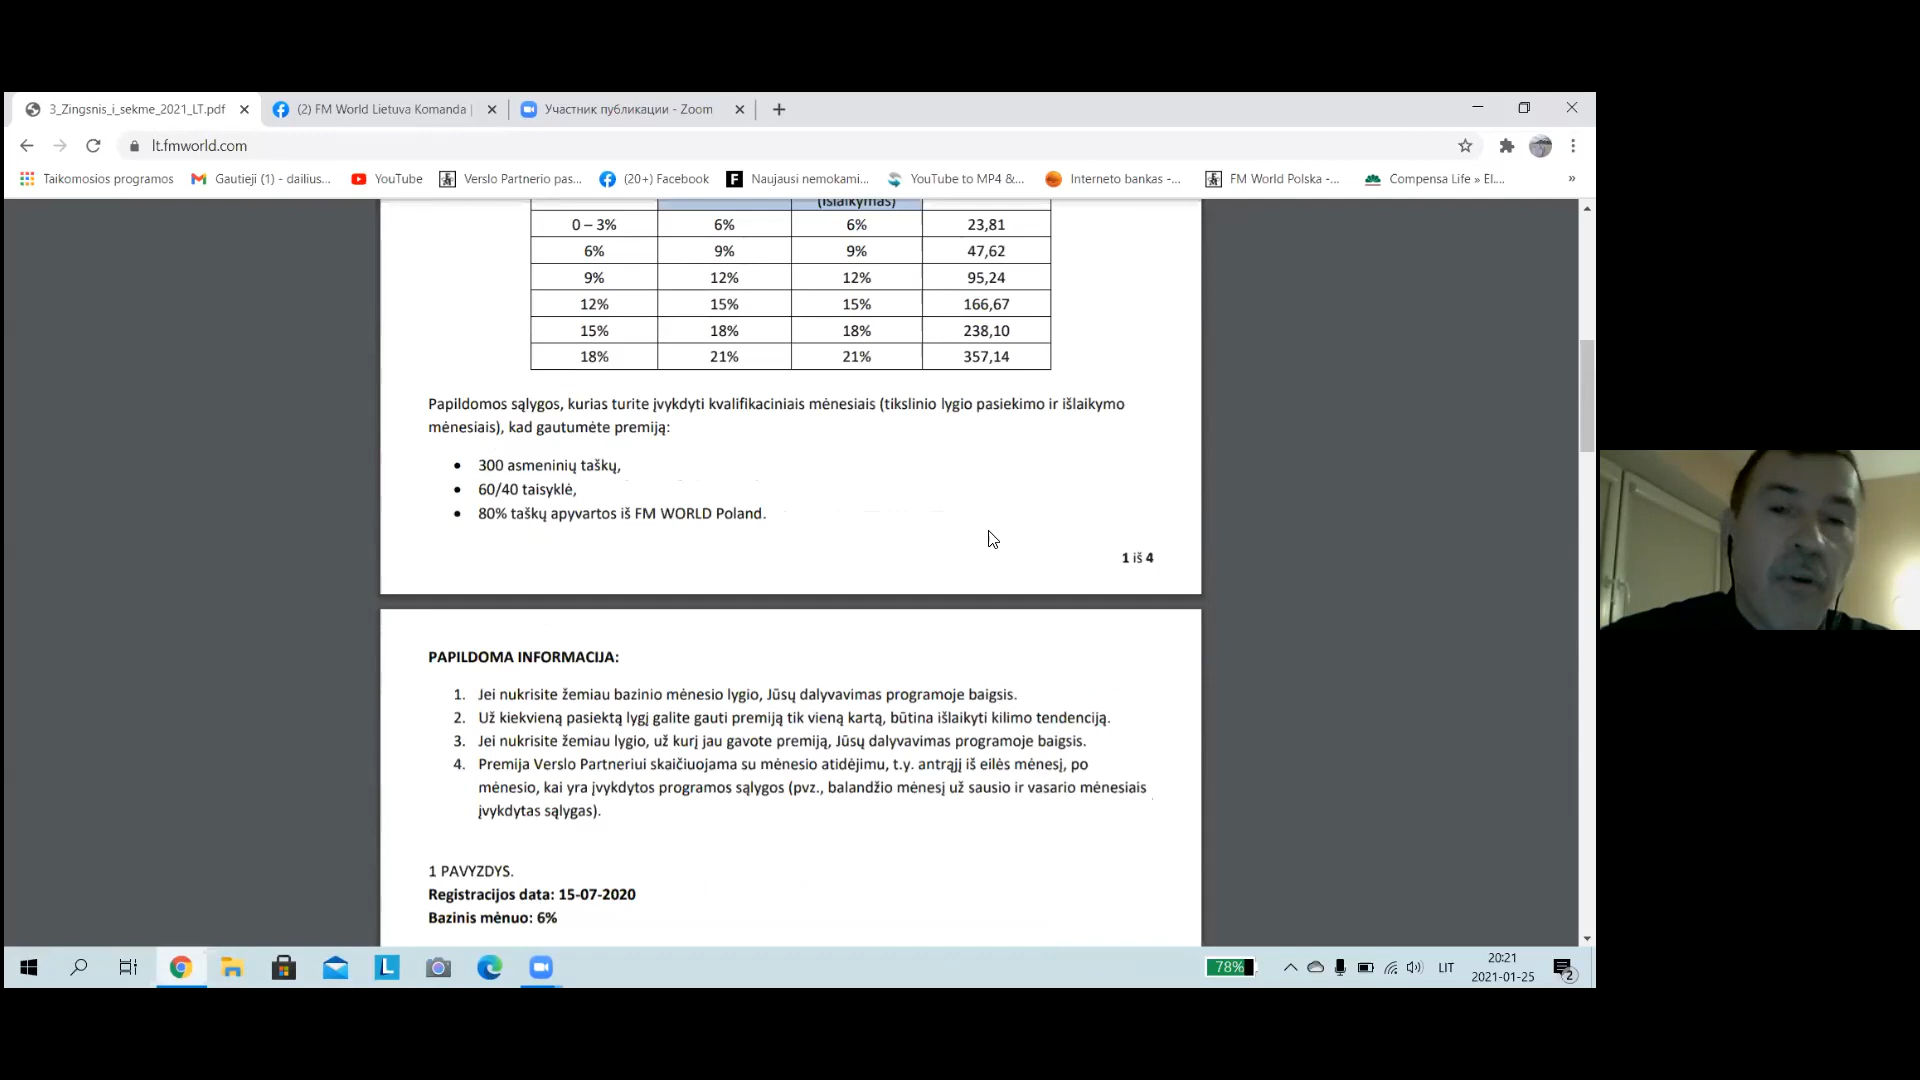 3_Zingsnis_i_sekme_2021_LT.pdf
(2) FM World Lietuva Komanda |
Участник публикации - Zoom
lt.fmworld.com
Taikomosios programos
Gautieji (1) - dailius...
YouTube
Verslo Partnerio pas...
(20+) Facebook
Naujausi nemokami...
YouTube to MP4 &...
Interneto bankas -...
FM World Polska -...
Compensa Life » El....
»
(išlaikymas)
0 – 3% 6% 6% 23,81
6% 9% 9% 47,62
9% 12% 12% 95,24
12% 15% 15% 166,67
15% 18% 18% 238,10
18% 21% 21% 357,14
Papildomos sąlygos, kurias turite įvykdyti kvalifikaciniais mėnesiais (tikslinio lygio pasiekimo ir išlaikymo
mėnesiais), kad gautumėte premiją:
• 300 asmeninių taškų,
• 60/40 taisyklė,
• 80% taškų apyvartos iš FM WORLD Poland.
1 iš 4
PAPILDOMA INFORMACIJA:
1. Jei nukrisite žemiau bazinio mėnesio lygio, Jūsų dalyvavimas programoje baigsis.
2. Už kiekvieną pasiektą lygį galite gauti premiją tik vieną kartą, būtina išlaikyti kilimo tendenciją.
3. Jei nukrisite žemiau lygio, už kurį jau gavote premiją, Jūsų dalyvavimas programoje baigsis.
4. Premija Verslo Partneriui skaičiuojama su mėnesio atidėjimu, t.y. antrąjį iš eilės mėnesį, po
mėnesio, kai yra įvykdytos programos sąlygos (pvz., balandžio mėnesį už sausio ir vasario mėnesiais
įvykdytas sąlygas).
1 PAVYZDYS.
Registracijos data: 15-07-2020
Bazinis mėnuo: 6%
78%
LIT
20:21
2021-01-25
2